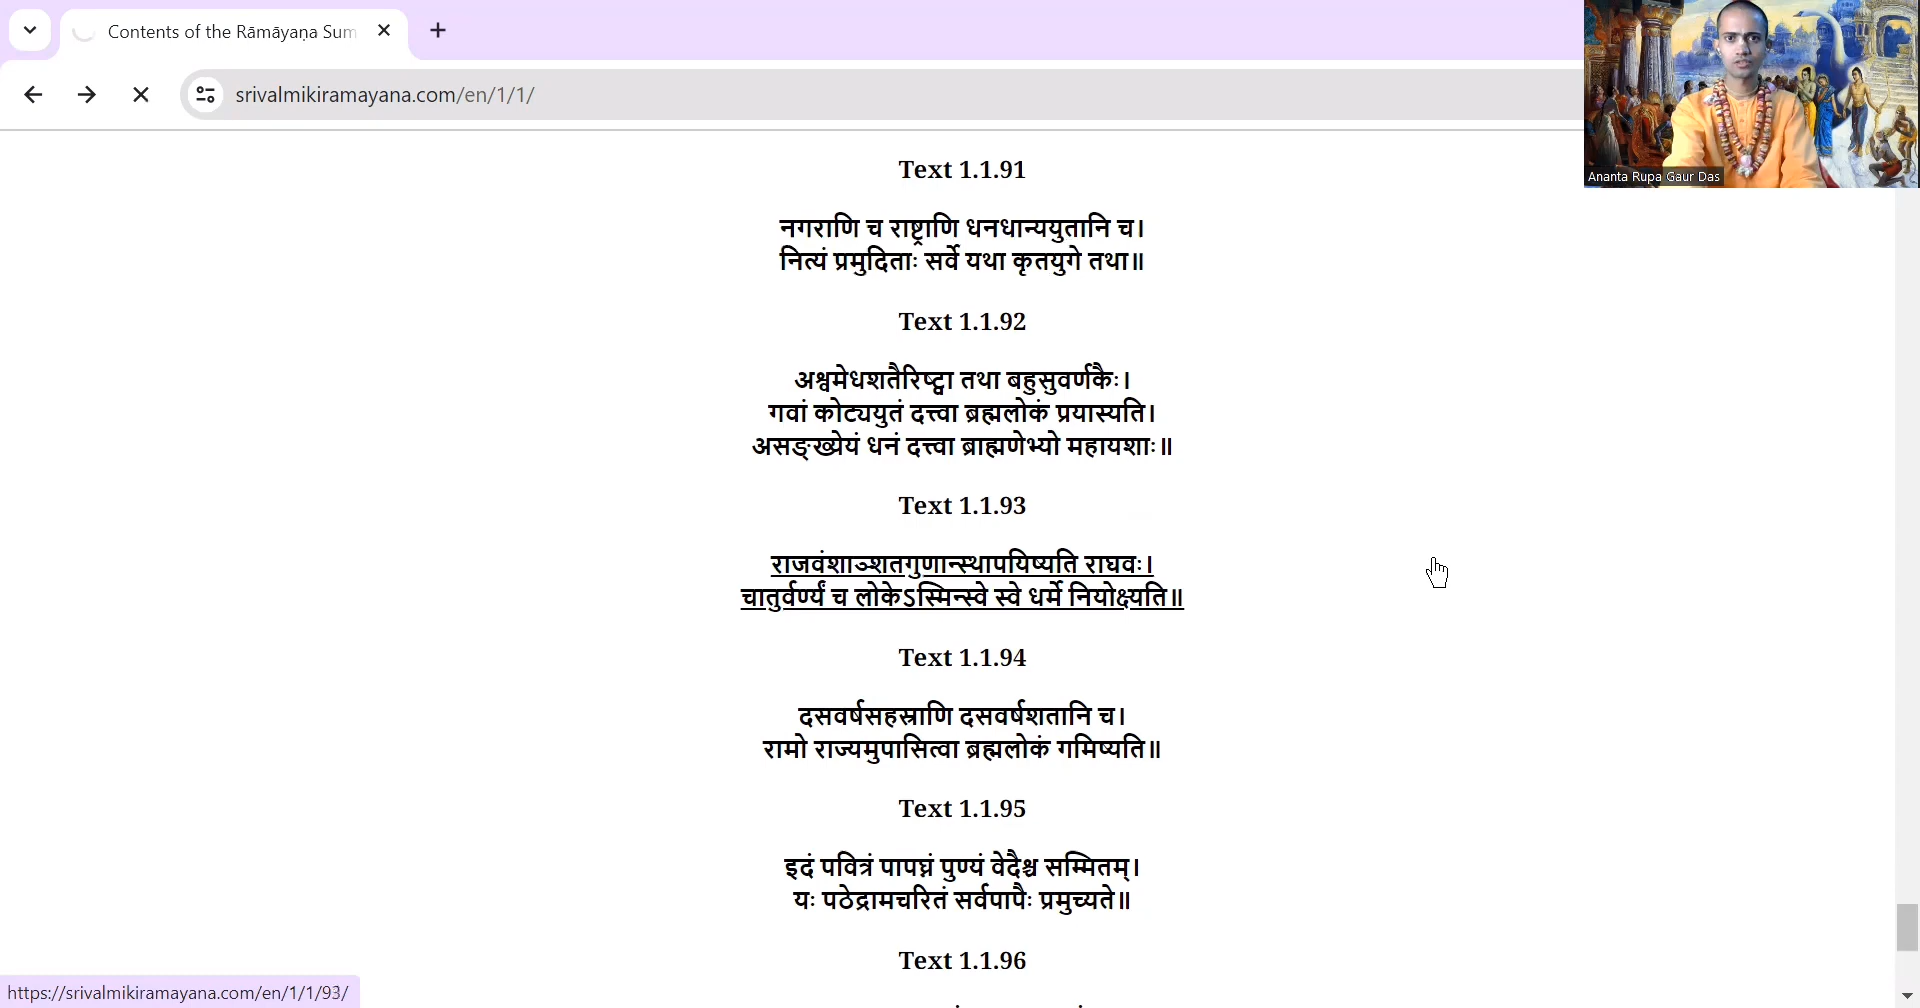 Contents of the Rāmāyaṇa Sum
srivalmikiramayana.com/en/1/1/
Ananta Rupa Gaur Das
Text 1.1.91
नगराणि च राष्ट्राणि धनधान्ययुतानि च।
नित्यं प्रमुदिताः सर्वे यथा कृतयुगे तथा॥
Text 1.1.92
अश्वमेधशतैरिष्ट्वा तथा बहुसुवर्णकैः।
गवां कोट्ययुतं दत्त्वा ब्रह्मलोकं प्रयास्यति।
असङ्ख्येयं धनं दत्त्वा ब्राह्मणेभ्यो महायशाः॥
Text 1.1.93
राजवंशाञ्शतगुणान्स्थापयिष्यति राघवः।
चातुर्वर्ण्यं च लोकेऽस्मिन्स्वे स्वे धर्मे नियोक्ष्यति॥
Text 1.1.94
दसवर्षसहस्राणि दसवर्षशतानि च।
रामो राज्यमुपासित्वा ब्रह्मलोकं गमिष्यति॥
Text 1.1.95
इदं पवित्रं पापघ्नं पुण्यं वेदैश्च सम्मितम्।
यः पठेद्रामचरितं सर्वपापैः प्रमुच्यते॥
Text 1.1.96
https://srivalmikiramayana.com/en/1/1/93/